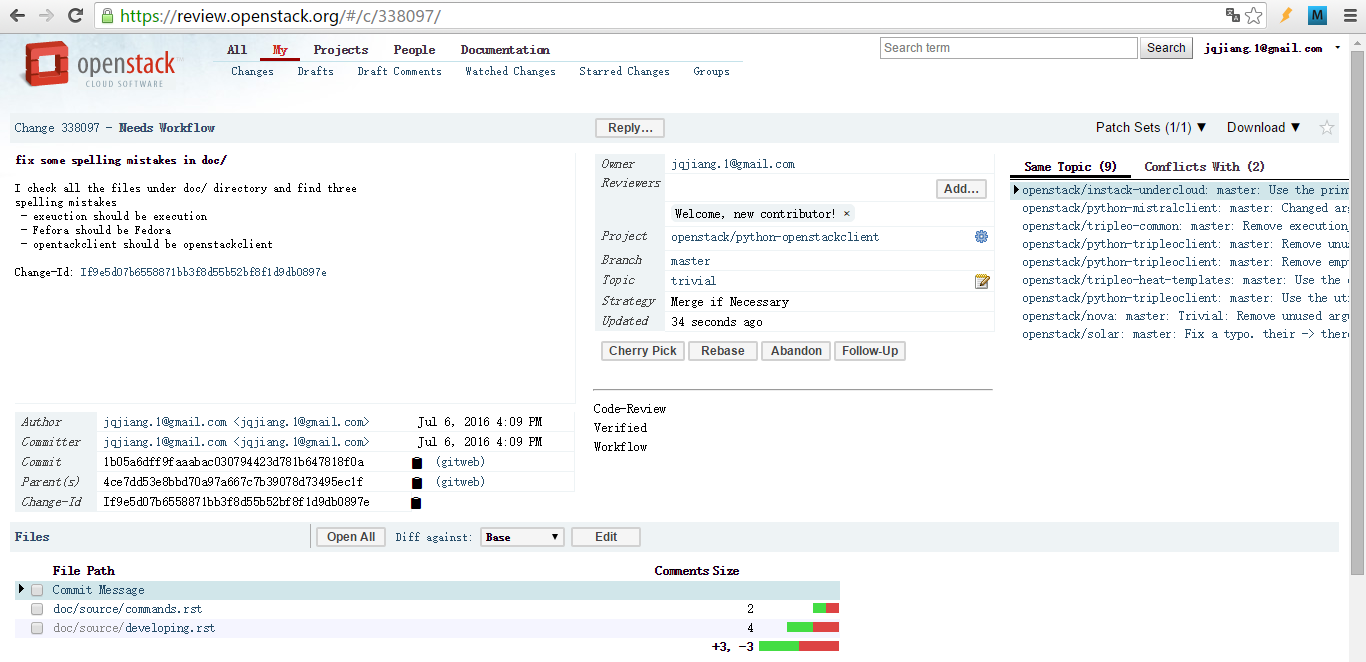 https://review.openstack.org/#/c/338097/
M
openstack
CLOUD SOFTWARE
All My Projects People Documentation
Changes Drafts Draft Comments Watched Changes Starred Changes Groups
Search term Search jqjiang.1@gmail.com
Change 338097 - Needs Workflow Reply... Patch Sets (1/1) ▼ Download ▼
fix some spelling mistakes in doc/
I check all the files under doc/ directory and find three
spelling mistakes
- exeuction should be execution
- Fefora should be Fedora
- opentackclient should be openstackclient
Change-Id: If9e5d07b6558871bb3f8d55b52bf8f1d9db0897e
Owner jqjiang.1@gmail.com
Reviewers Add...
Welcome, new contributor! ×
Project openstack/python-openstackclient
Branch master
Topic trivial
Strategy Merge if Necessary
Updated 34 seconds ago
Cherry Pick Rebase Abandon Follow-Up
Code-Review
Verified
Workflow
Same Topic (9) Conflicts With (2)
openstack/instack-undercloud: master: Use the prin
openstack/python-mistralclient: master: Changed arg
openstack/tripleo-common: master: Remove execution_
openstack/python-tripleoclient: master: Remove unu
openstack/python-tripleoclient: master: Remove emp
openstack/tripleo-heat-templates: master: Use the
openstack/python-tripleoclient: master: Use the ut
openstack/nova: master: Trivial: Remove unused argu
openstack/solar: master: Fix a typo. their -> there
Author jqjiang.1@gmail.com <jqjiang.1@gmail.com> Jul 6, 2016 4:09 PM
Committer jqjiang.1@gmail.com <jqjiang.1@gmail.com> Jul 6, 2016 4:09 PM
Commit 1b05a6dff9faaabac030794423d781b647818f0a (gitweb)
Parent(s) 4ce7dd53e8bbd70a97a667c7b39078d73495ec1f (gitweb)
Change-Id If9e5d07b6558871bb3f8d55b52bf8f1d9db0897e
Files Open All Diff against: Base ▼ Edit
File Path Comments Size
Commit Message
doc/source/commands.rst 2
doc/source/developing.rst 4
+3, -3